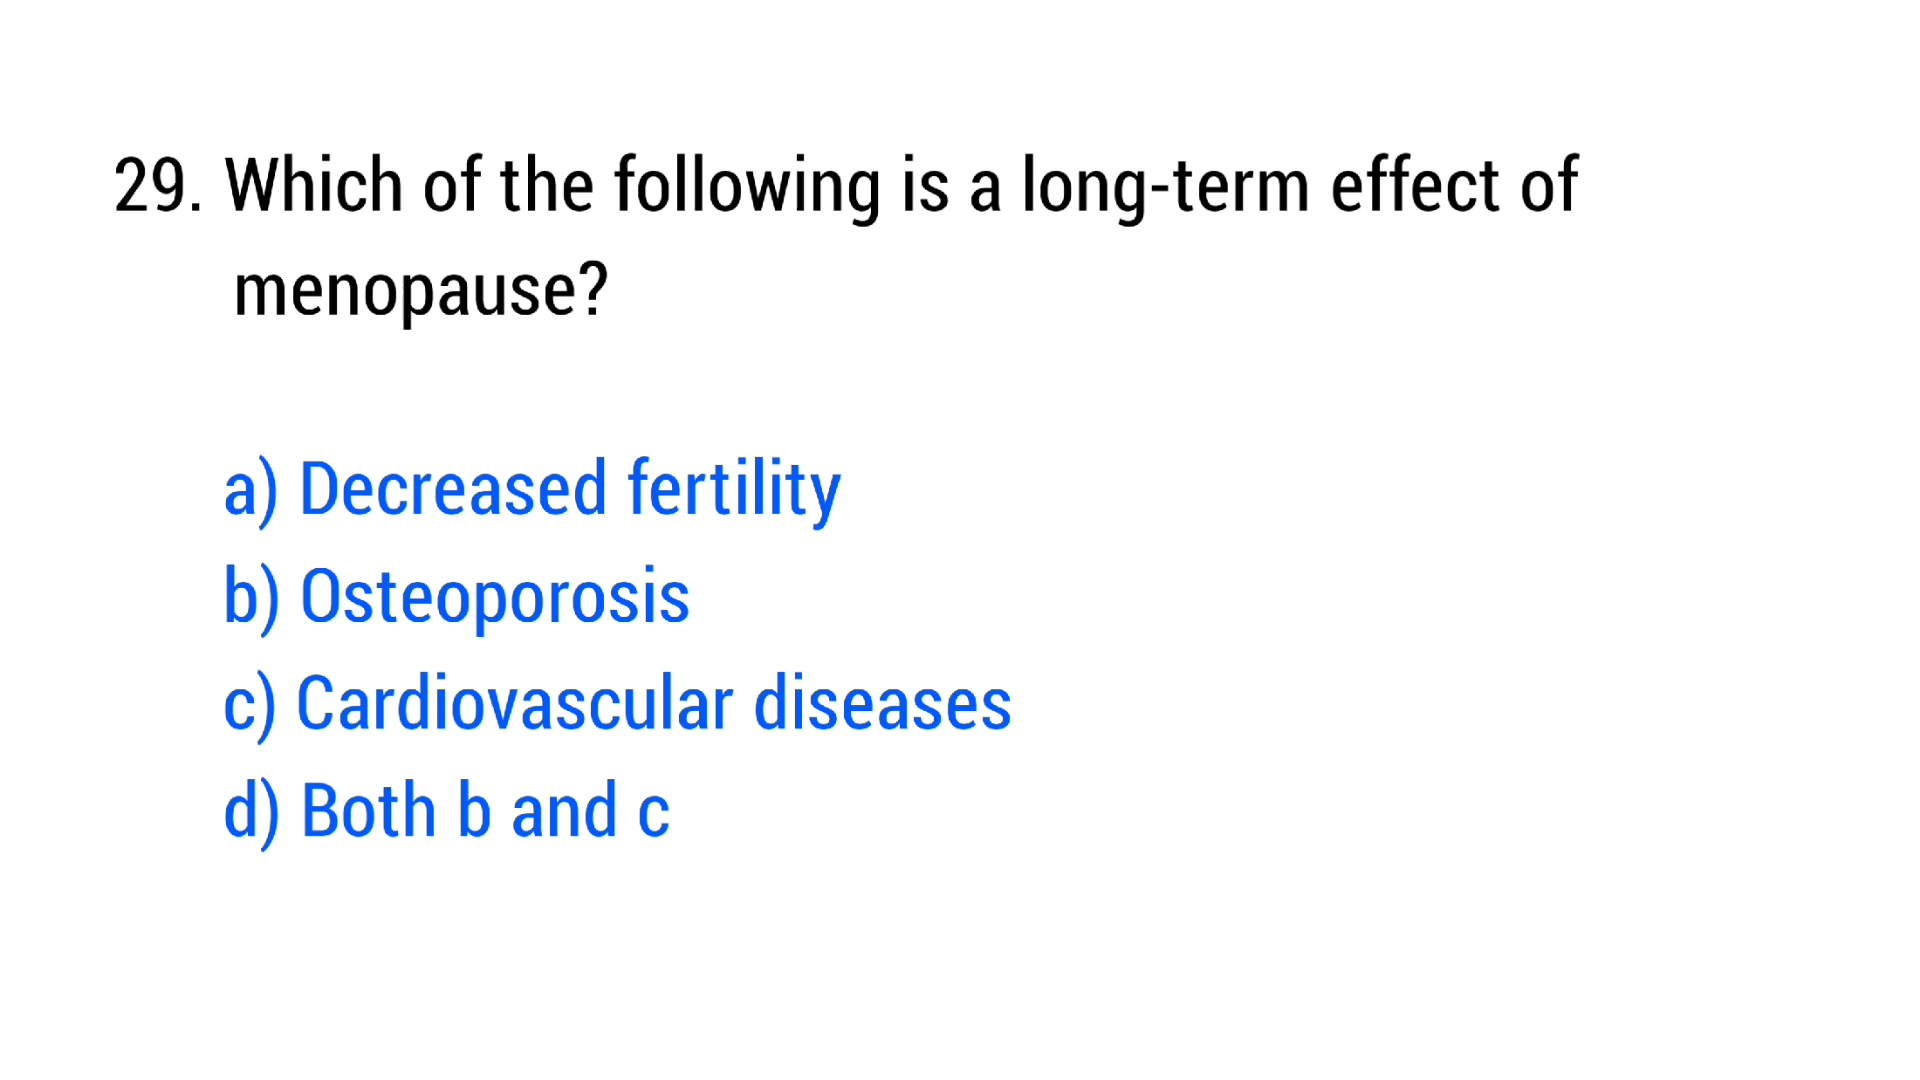 29. Which of the following is a long-term effect of
menopause?
a) Decreased fertility
b) Osteoporosis
c) Cardiovascular diseases
d) Both b and c